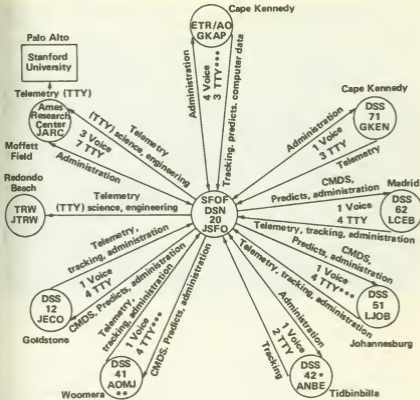 Cape Kennedy
ETR/AO
GKAP
Administration
4 Voice
3 TTY***
Tracking, predicts, computer data
Palo Alto
Stanford
University
Telemetry (TTY)
Ames
Research
Center
JARC
Moffett
Field
Telemetry
(TTY) science, engineering
3 Voice
7 TTY
Administration
Cape Kennedy
DSS
71
GKEN
Administration
1 Voice
3 TTY
Telemetry
Redondo
Beach
TRW
JTRW
Telemetry
(TTY) science, engineering
SFOF
DSN
20
JSFO
Madrid
DSS
62
LCEB
CMDS,
Predicts, administration
1 Voice
4 TTY
Telemetry, tracking, administration
DSS
12
JECO
Goldstone
Telemetry,
tracking, administration
1 Voice
4 TTY
CMDS, Predicts, administration
DSS
51
LJOB
Johannesburg
CMDS,
Predicts, administration
1 Voice
4 TTY***
Telemetry, tracking, administration
DSS
41
AOMJ
**
Woomera
Telemetry,
tracking, administration
1 Voice
4 TTY***
CMDS, Predicts, administration
DSS
42*
ANBE
Tidbinbilla
Administration
1 Voice
2 TTY
Tracking